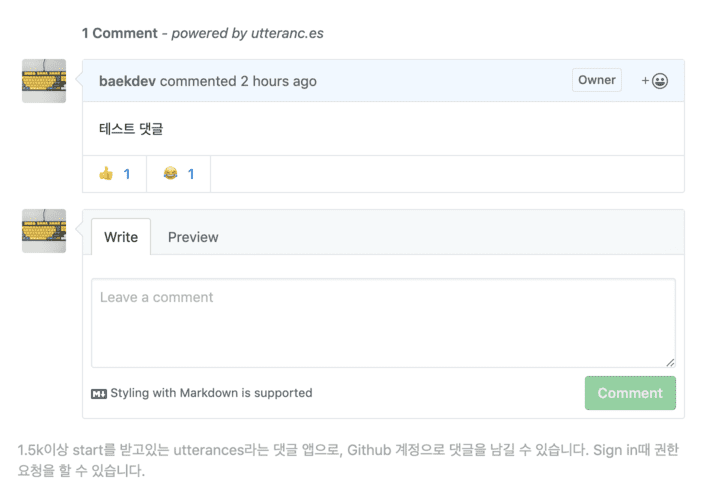 1 Comment - powered by utteranc.es
baekdev commented 2 hours ago Owner +
테스트 댓글
👍 1 😂 1
Write Preview
Leave a comment
M↓ Styling with Markdown is supported Comment
1.5k이상 start를 받고있는 utterances라는 댓글 앱으로, Github 계정으로 댓글을 남길 수 있습니다. Sign in때 권한
요청을 할 수 있습니다.